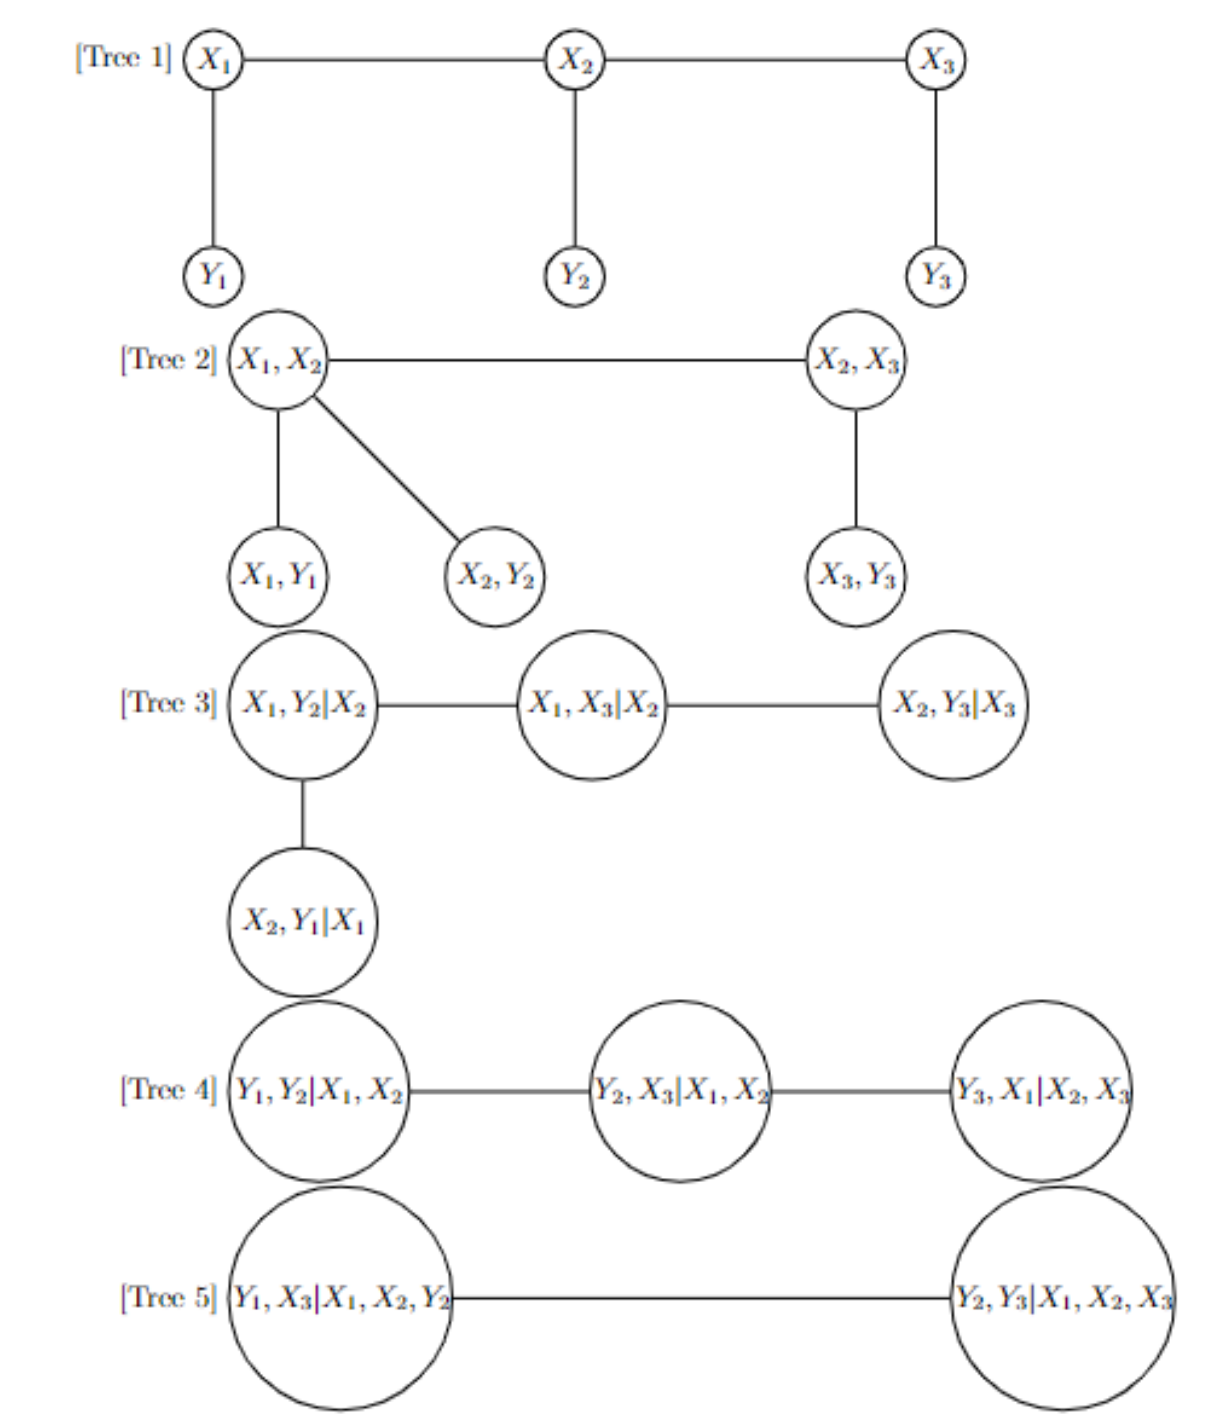 [Tree 1] X₁ X₂ X₃
Y₁ Y₂ Y₃
[Tree 2] X₁, X₂ X₂, X₃
X₁, Y₁ X₂, Y₂ X₃, Y₃
[Tree 3] X₁, Y₂|X₂ X₁, X₃|X₂ X₂, Y₃|X₃
X₂, Y₁|X₁
[Tree 4] Y₁, Y₂|X₁, X₂ Y₂, X₃|X₁, X₂ Y₃, X₁|X₂, X₃
[Tree 5] Y₁, X₃|X₁, X₂, Y₂ Y₂, Y₃|X₁, X₂, X₃